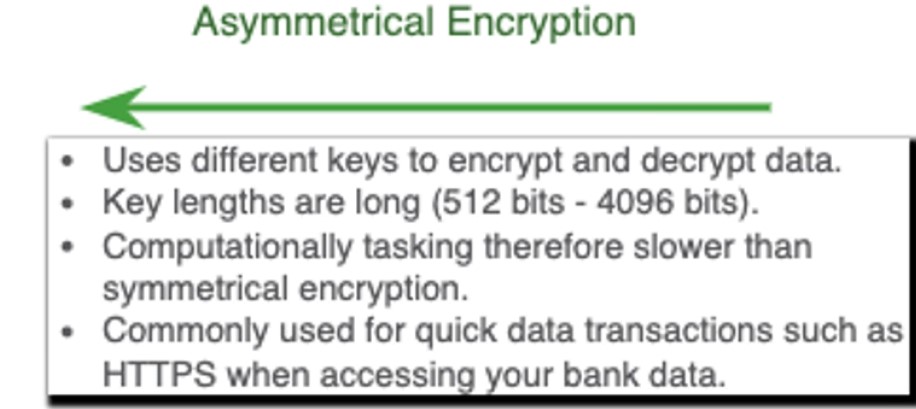 Asymmetrical Encryption
• Uses different keys to encrypt and decrypt data.
• Key lengths are long (512 bits - 4096 bits).
• Computationally tasking therefore slower than
symmetrical encryption.
• Commonly used for quick data transactions such as
HTTPS when accessing your bank data.